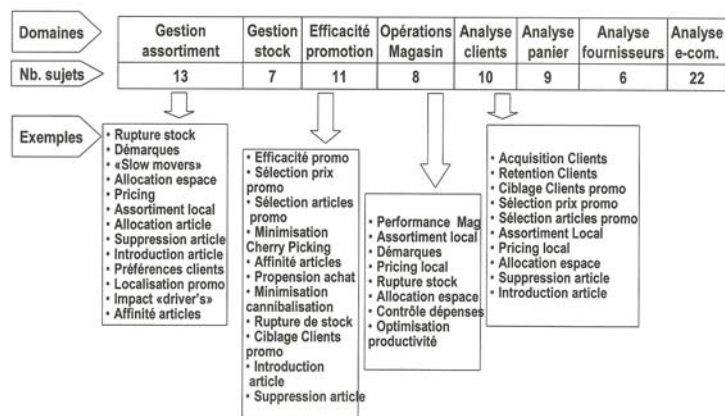 Domaines
Gestion
assortiment
Gestion
stock
Efficacité
promotion
Opérations
Magasin
Analyse
clients
Analyse
panier
Analyse
fournisseurs
Analyse
e-com.
Nb. sujets
13
7
11
8
10
9
6
22
Exemples
• Rupture stock
• Démarques
• «Slow movers»
• Allocation espace
• Pricing
• Assortiment local
• Allocation article
• Suppression article
• Introduction article
• Préférences clients
• Localisation promo
• Impact «driver's»
• Affinité articles
• Efficacité promo
• Sélection prix
promo
• Sélection articles
promo
• Minimisation
Cherry Picking
• Affinité articles
• Propension achat
• Minimisation
cannibalisation
• Rupture de stock
• Ciblage Clients
promo
• Introduction
article
• Suppression article
• Performance Mag
• Assortiment local
• Démarques
• Pricing local
• Rupture stock
• Allocation espace
• Contrôle dépenses
• Optimisation
productivité
• Acquisition Clients
• Retention Clients
• Ciblage Clients promo
• Sélection prix promo
• Sélection articles promo
• Assortiment Local
• Pricing local
• Allocation espace
• Suppression article
• Introduction article